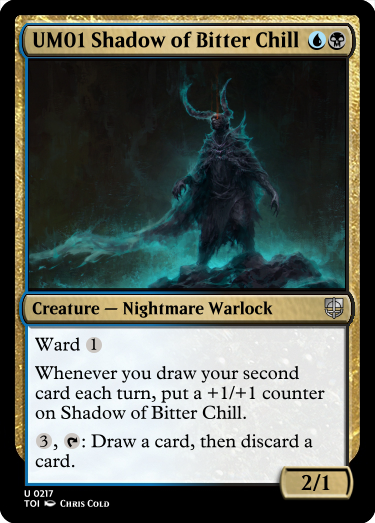 UM01 Shadow of Bitter Chill
Creature — Nightmare Warlock
Ward 1
Whenever you draw your second
card each turn, put a +1/+1 counter
on Shadow of Bitter Chill.
3, : Draw a card, then discard a
card.
2/1
U 0217
TOI Chris Cold